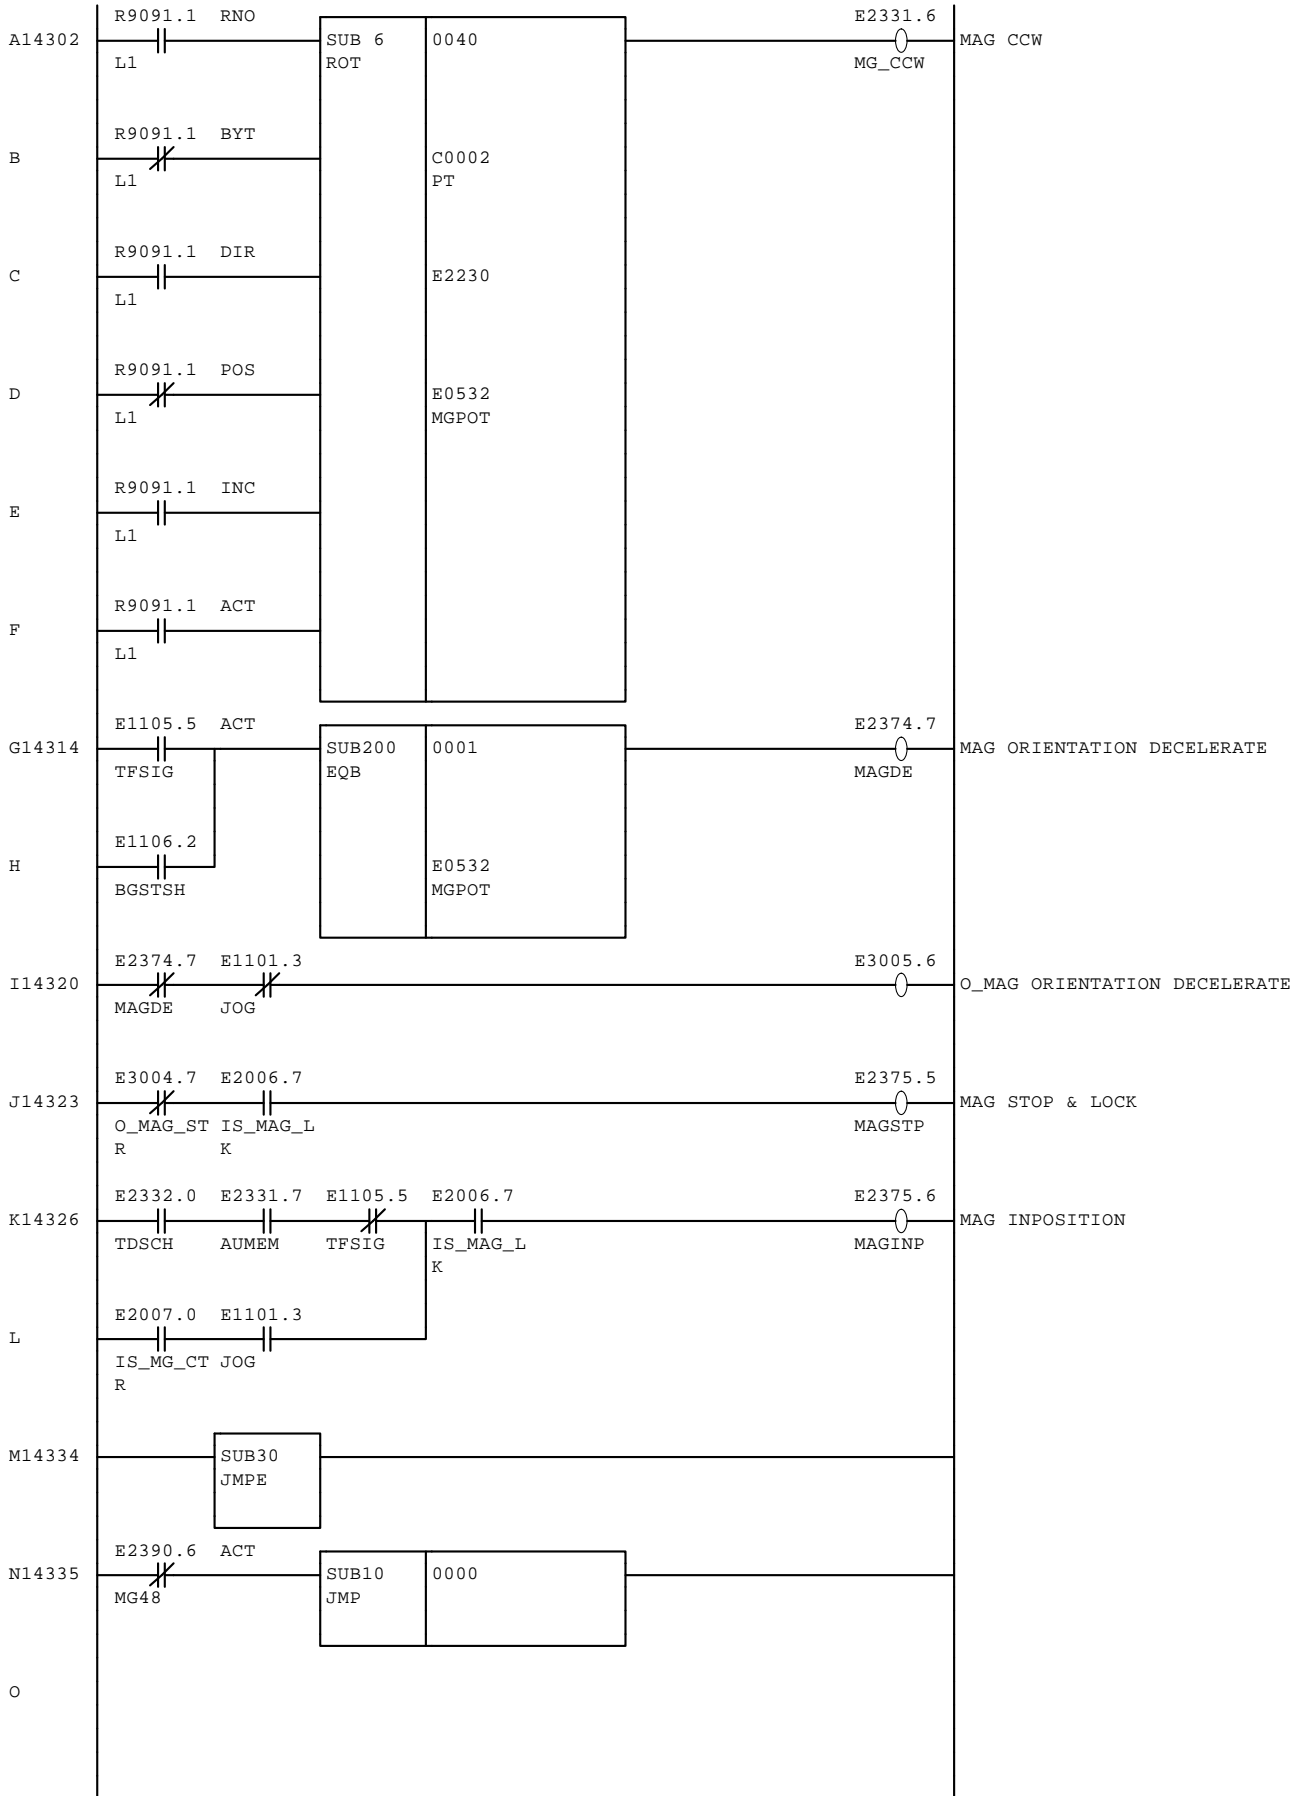 R9091.1 RNO E2331.6
A14302 SUB 6 0040 MAG CCW
L1 ROT MG_CCW
R9091.1 BYT
B C0002
L1 PT
R9091.1 DIR
C E2230
L1
R9091.1 POS
D E0532
L1 MGPOT
R9091.1 INC
E
L1
R9091.1 ACT
F
L1
E1105.5 ACT E2374.7
G14314 SUB200 0001 MAG ORIENTATION DECELERATE
TFSIG EQB MAGDE
E1106.2
H E0532
BGSTSH MGPOT
E2374.7 E1101.3 E3005.6
I14320 O_MAG ORIENTATION DECELERATE
MAGDE JOG
E3004.7 E2006.7 E2375.5
J14323 MAG STOP & LOCK
O_MAG_ST IS_MAG_L MAGSTP
R K
E2332.0 E2331.7 E1105.5 E2006.7 E2375.6
K14326 MAG INPOSITION
TDSCH AUMEM TFSIG IS_MAG_L MAGINP
K
E2007.0 E1101.3
L
IS_MG_CT JOG
R
M14334 SUB30
JMPE
E2390.6 ACT
N14335 SUB10 0000
MG48 JMP
O